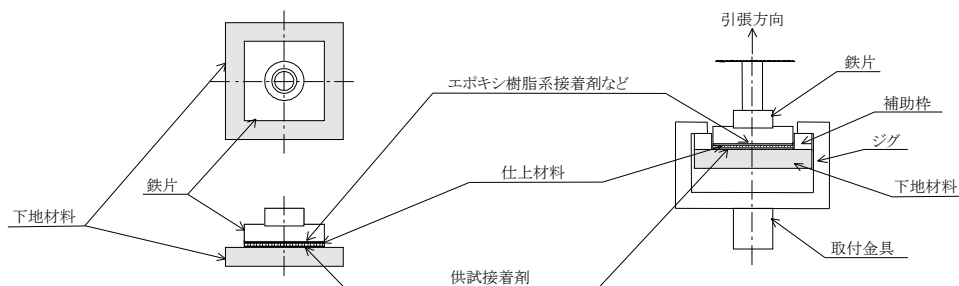 引張方向
エポキシ樹脂系接着剤など
鉄片
補助枠
ジグ
鉄片
仕上材料
下地材料
下地材料
供試接着剤
取付金具